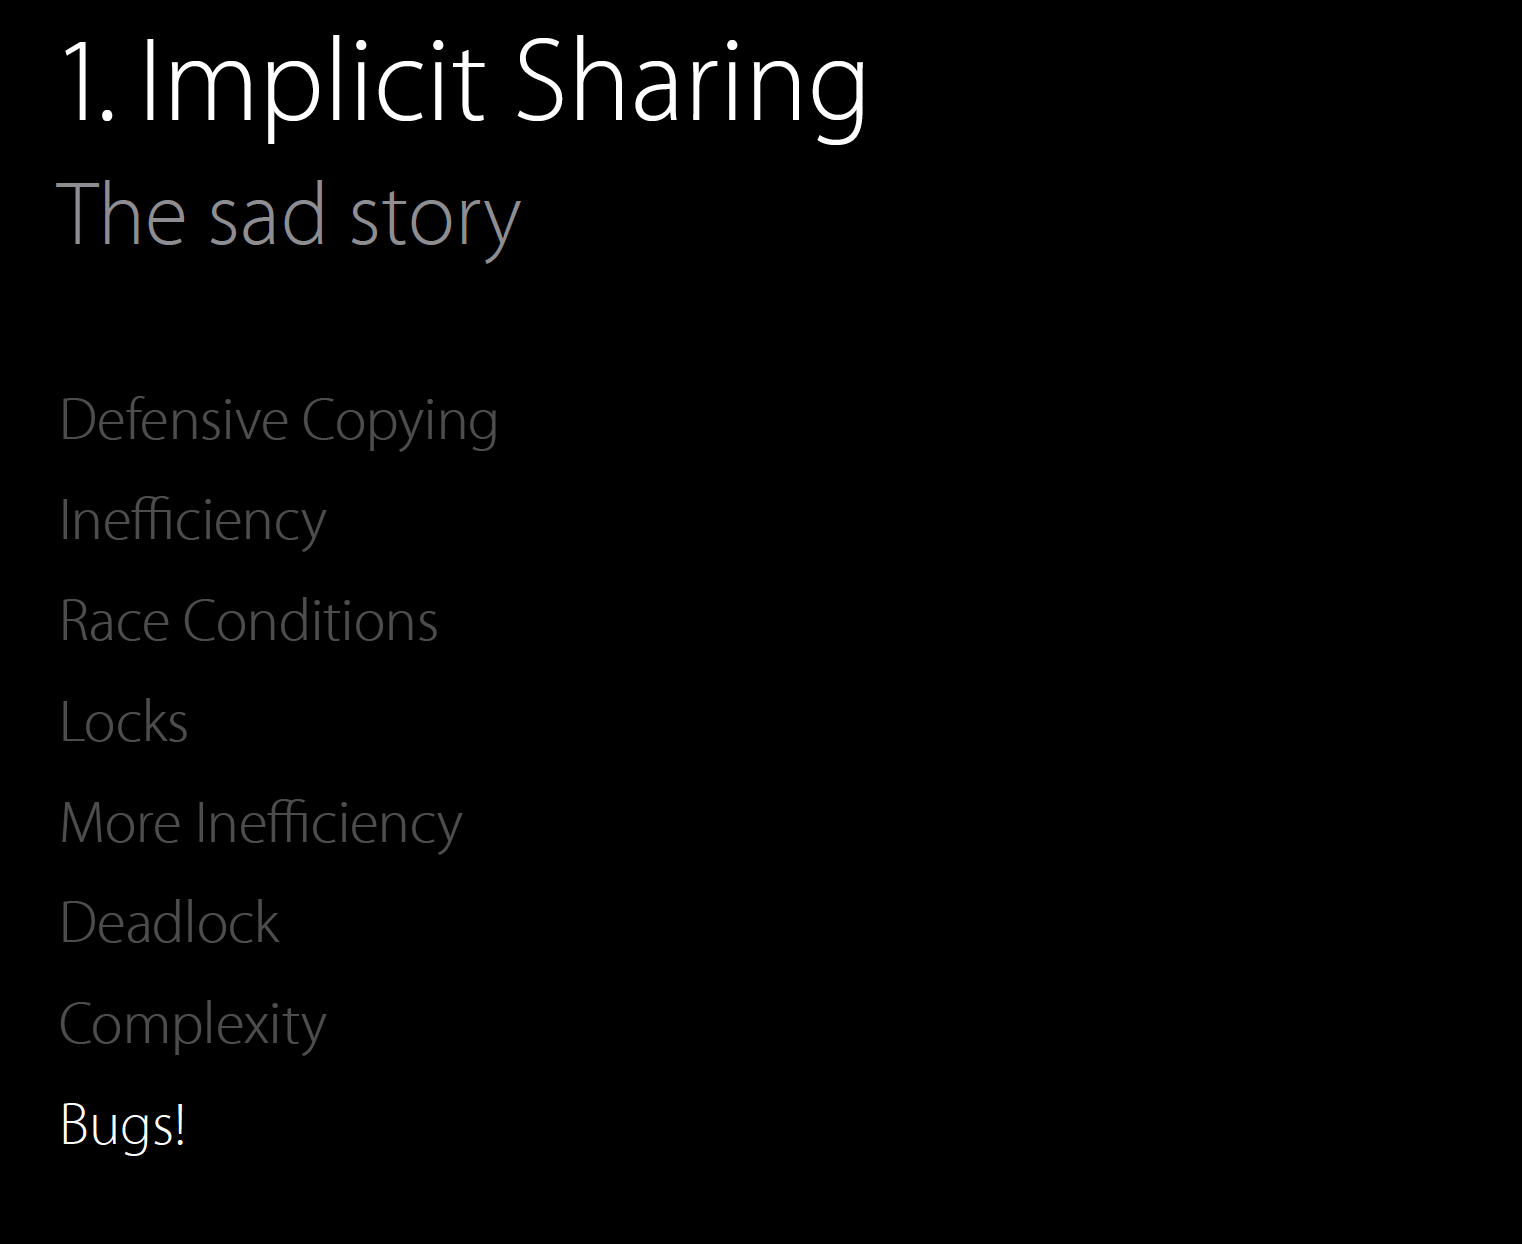 1. Implicit Sharing
The sad story
Defensive Copying
Inefficiency
Race Conditions
Locks
More Inefficiency
Deadlock
Complexity
Bugs!